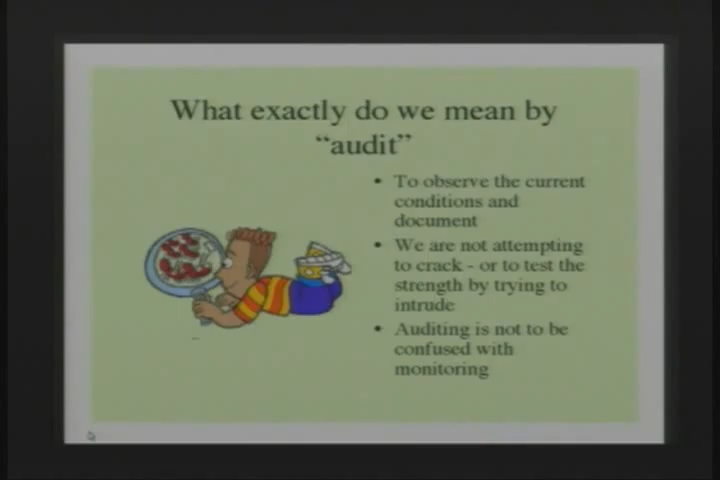 What exactly do we mean by
“audit”
• To observe the current
conditions and
document
• We are not attempting
to crack - or to test the
strength by trying to
intrude
• Auditing is not to be
confused with
monitoring